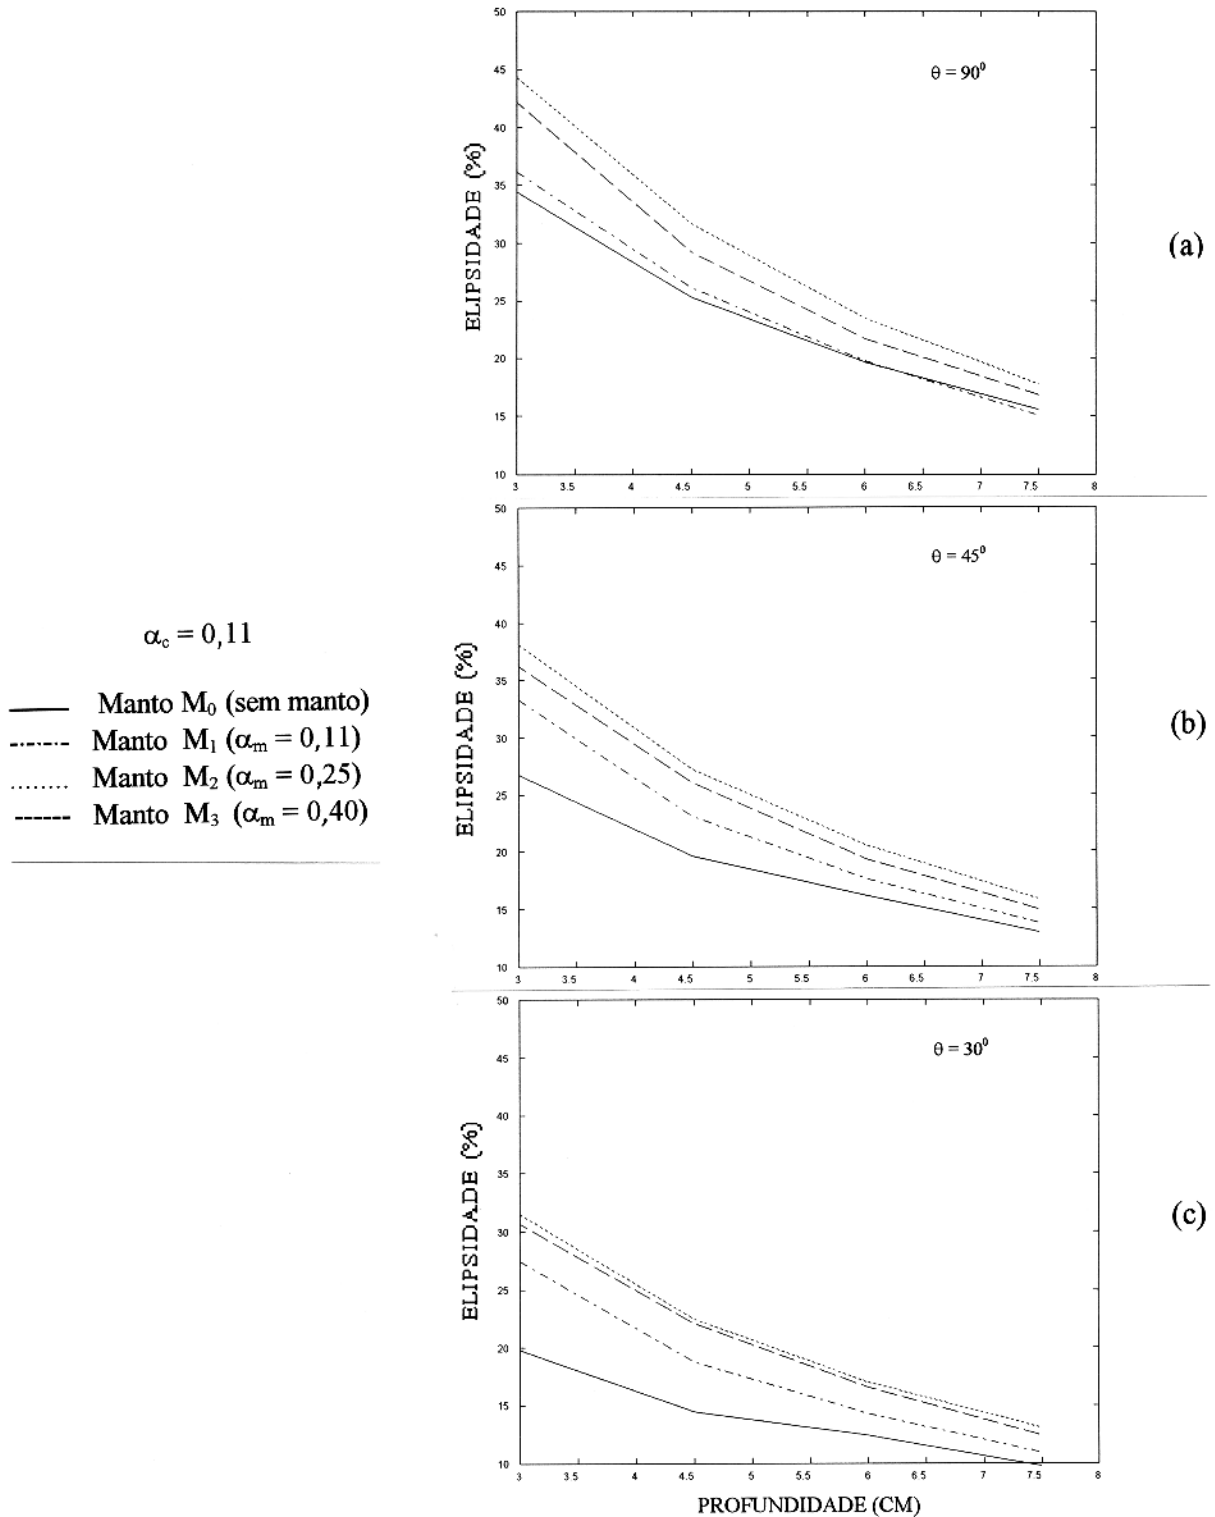 50
45
40
35
30
25
20
15
10
ELIPSIDADE (%)
θ = 90⁰
(a)
3 3.5 4 4.5 5 5.5 6 6.5 7 7.5 8
50
45
40
35
30
25
20
15
10
ELIPSIDADE (%)
θ = 45⁰
(b)
3 3.5 4 4.5 5 5.5 6 6.5 7 7.5 8
α_c = 0,11
Manto M₀ (sem manto)
Manto M₁ (α_m = 0,11)
Manto M₂ (α_m = 0,25)
Manto M₃ (α_m = 0,40)
50
45
40
35
30
25
20
15
10
ELIPSIDADE (%)
θ = 30⁰
(c)
3 3.5 4 4.5 5 5.5 6 6.5 7 7.5 8
PROFUNDIDADE (CM)